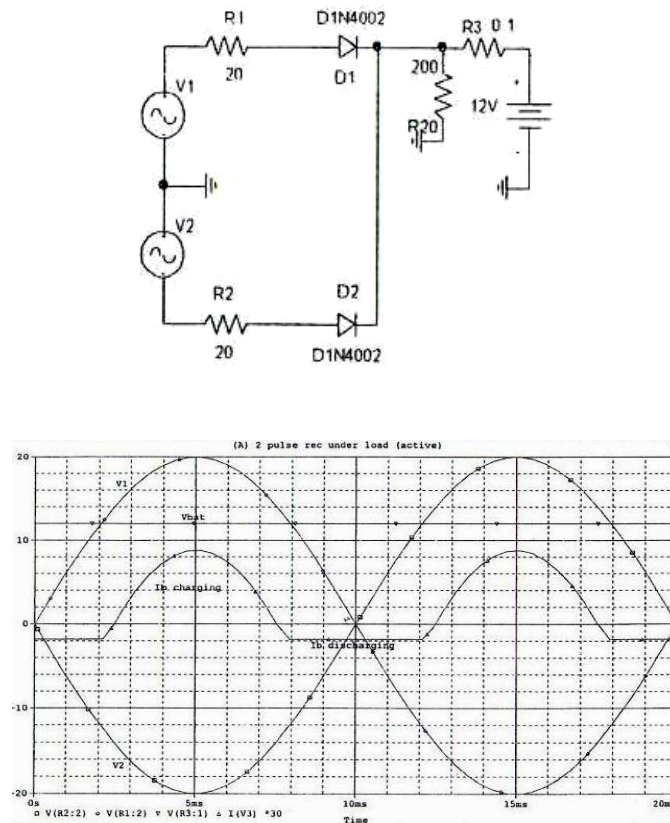 R1
D1N4002
20
D1
V1
R3 0 1
200
12V
+
R20
-
V2
R2
D2
20
D1N4002
(A) 2 pulse rec under load (active)
20
V1
Vbat
10
Ib charging
0
Ib discharging
-10
V2
-20
0s 5ms 10ms 15ms 20ms
V(R2:2) V(R1:2) V(R3:1) I(V3) *30
Time